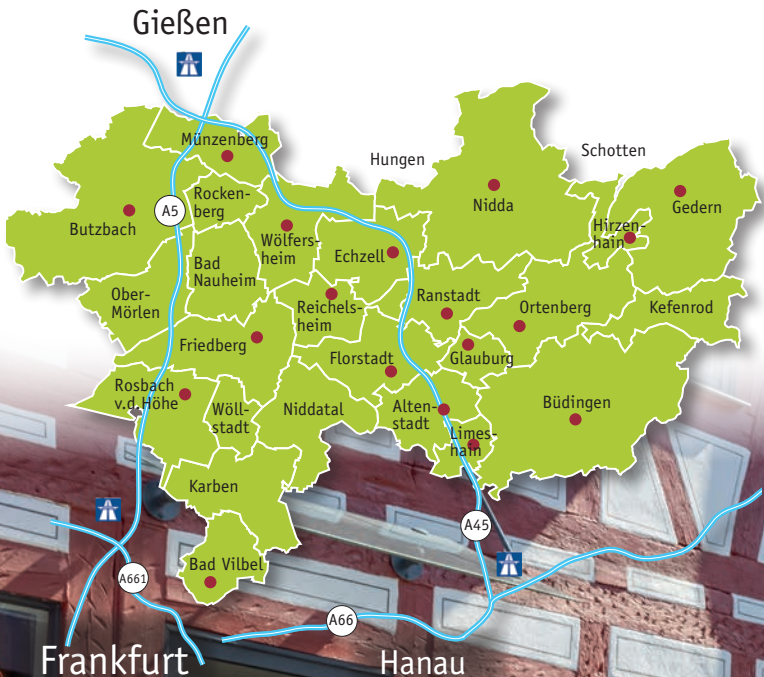 Gießen
Münzenberg
Hungen
Schotten
Rocken-
berg
Nidda
Gedern
A5
Butzbach
Wölfers-
heim
Hirzen-
hain
Echzell
Bad
Nauheim
Ober-
Mörlen
Reichels-
heim
Ranstadt
Ortenberg
Kefenrod
Friedberg
Florstadt
Glauburg
Rosbach
v.d.Höhe
Wöll-
stadt
Niddatal
Alten-
stadt
Büdingen
Limes-
hain
Karben
A45
Bad Vilbel
A661
A66
Frankfurt
Hanau